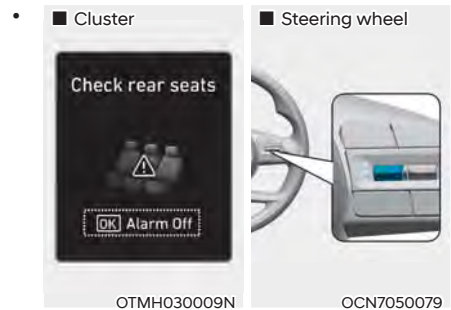 • ■ Cluster
■ Steering wheel
Check rear seats
OK Alarm Off
OTMH030009N
OCN7050079